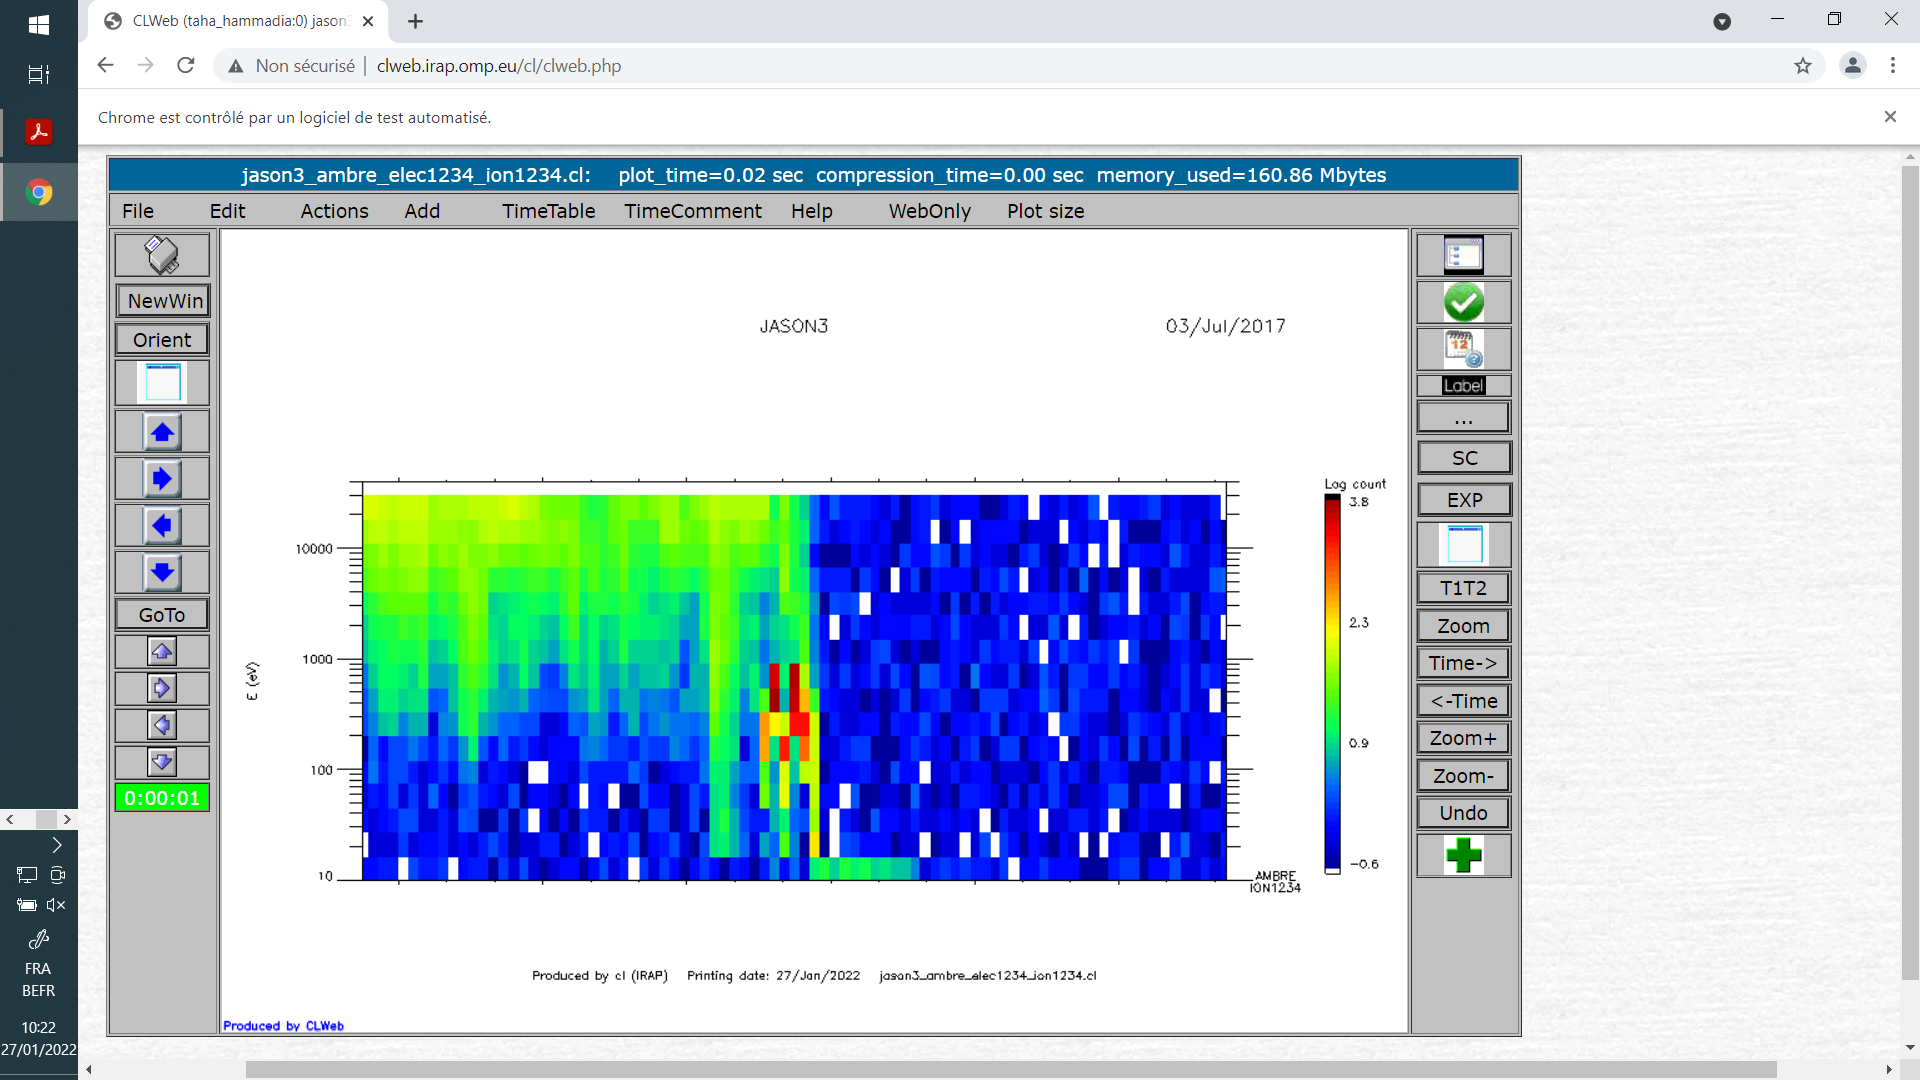 CLWeb (taha_hammadia:0) jason3
Non sécurisé | clweb.irap.omp.eu/cl/clweb.php
Chrome est contrôlé par un logiciel de test automatisé.
jason3_ambre_elec1234_ion1234.cl: plot_time=0.02 sec compression_time=0.00 sec memory_used=160.86 Mbytes
File Edit Actions Add TimeTable TimeComment Help WebOnly Plot size
NewWin
Orient
GoTo
0:00:01
JASON3 03/Jul/2017
Log count
3.8
2.3
0.9
-0.6
E (eV)
10000
1000
100
10
AMBRE
ION1234
Produced by cl (IRAP) Printing date: 27/Jan/2022 jason3_ambre_elec1234_ion1234.cl
Produced by CLWeb
12
Label
...
SC
EXP
T1T2
Zoom
Time->
<-Time
Zoom+
Zoom-
Undo
FRA
BEFR
10:22
27/01/2022